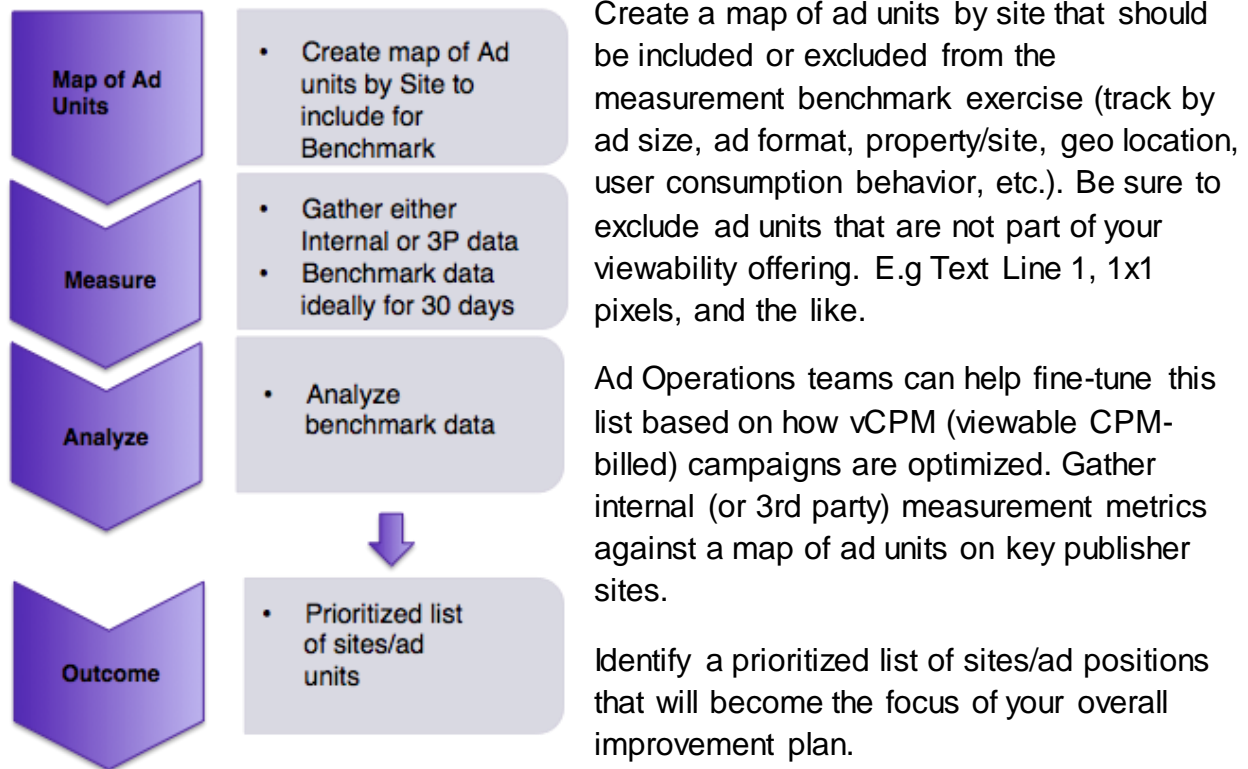 Map of Ad
Units
• Create map of Ad
units by Site to
include for
Benchmark
Measure
• Gather either
Internal or 3P data
• Benchmark data
ideally for 30 days
Analyze
• Analyze
benchmark data
Outcome
• Prioritized list
of sites/ad
units
Create a map of ad units by site that should
be included or excluded from the
measurement benchmark exercise (track by
ad size, ad format, property/site, geo location,
user consumption behavior, etc.). Be sure to
exclude ad units that are not part of your
viewability offering. E.g Text Line 1, 1x1
pixels, and the like.
Ad Operations teams can help fine-tune this
list based on how vCPM (viewable CPM-
billed) campaigns are optimized. Gather
internal (or 3rd party) measurement metrics
against a map of ad units on key publisher
sites.
Identify a prioritized list of sites/ad positions
that will become the focus of your overall
improvement plan.